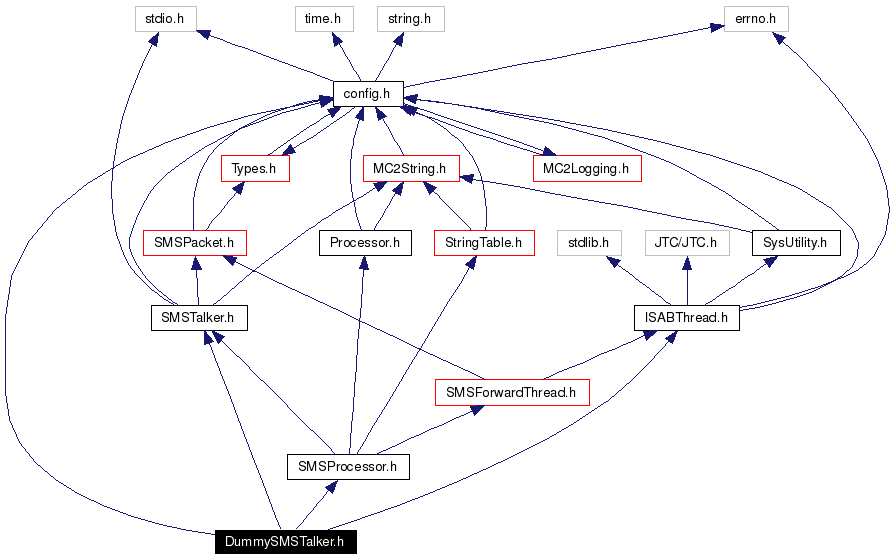 stdio.h
time.h
string.h
errno.h
config.h
Types.h
MC2String.h
MC2Logging.h
SMSPacket.h
Processor.h
StringTable.h
stdlib.h
JTC/JTC.h
SysUtility.h
SMSTalker.h
ISABThread.h
SMSForwardThread.h
SMSProcessor.h
DummySMSTalker.h